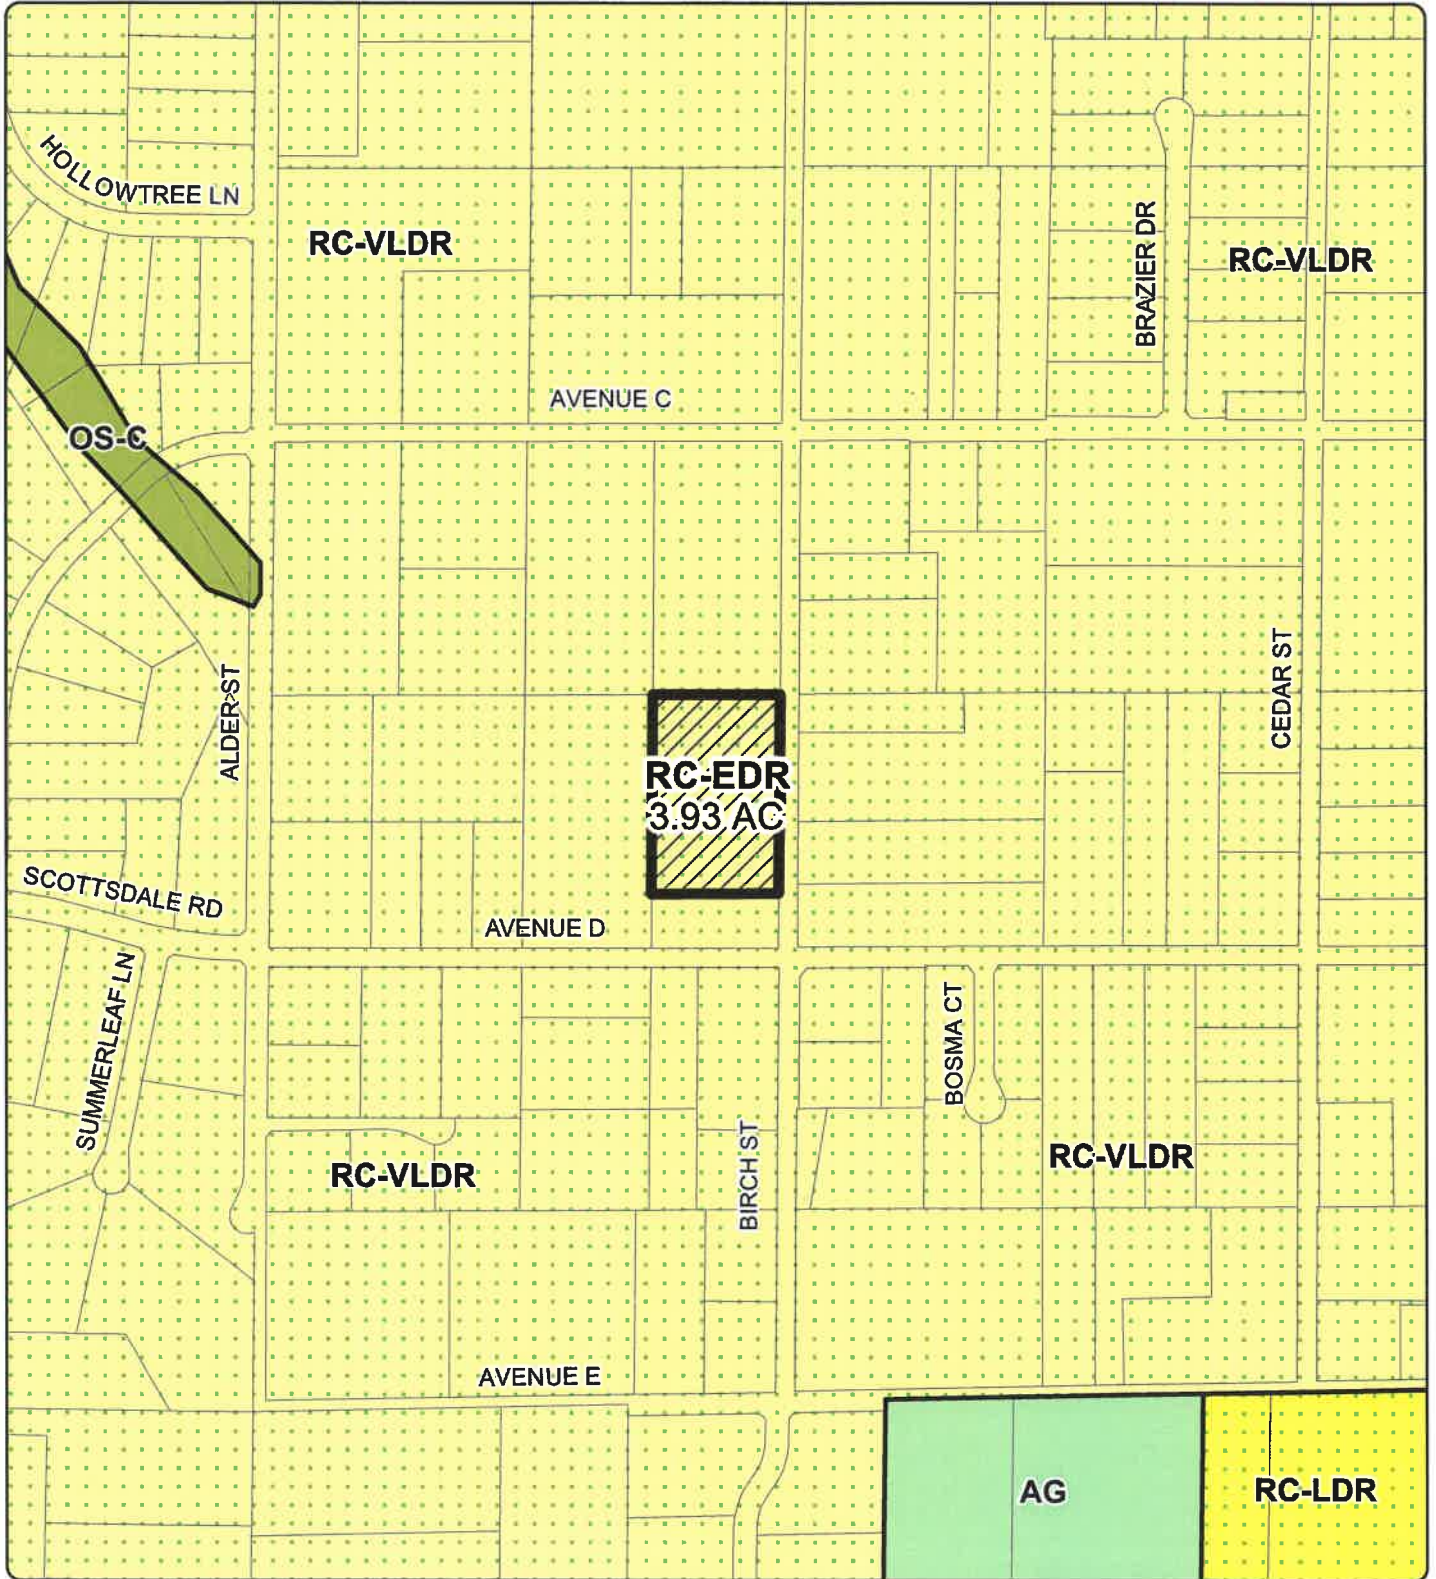 HOLLOWTREE LN
RC-VLDR
BRAZIER DR
RC-VLDR
AVENUE C
OS-C
ALDER ST
CEDAR ST
RC-EDR
3.93 AC
SCOTTSDALE RD
AVENUE D
SUMMERLEAF LN
BOSMA CT
BIRCH ST
RC-VLDR
RC-VLDR
AVENUE E
AG
RC-LDR